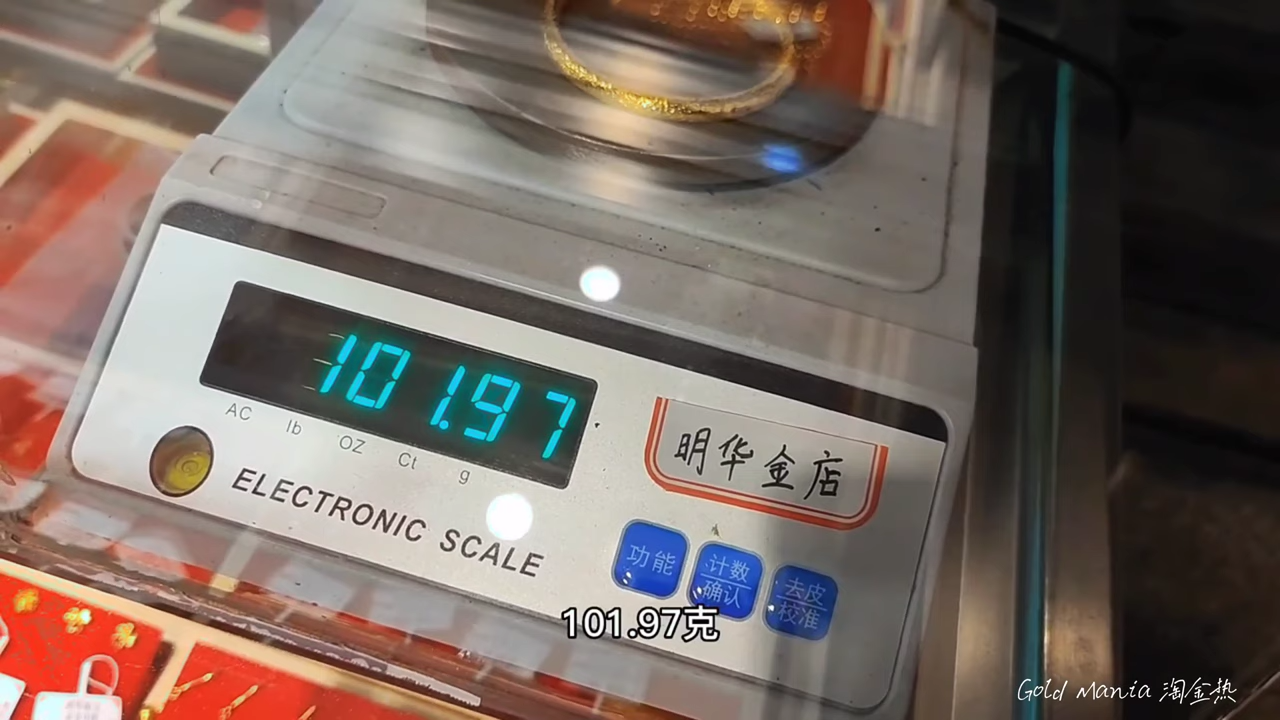 101.97
AC lb OZ Ct g
ELECTRONIC SCALE
明华金店
功能
计数
确认
去皮
校准
101.97克
Gold Mania 淘金热